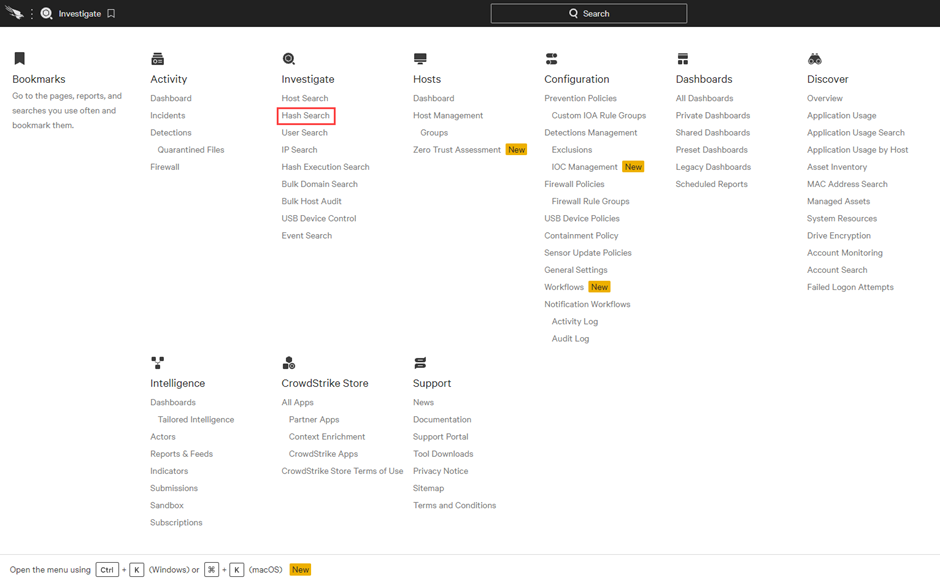 Investigate
Search
Bookmarks
Go to the pages, reports, and
searches you use often and
bookmark them.
Activity
Dashboard
Incidents
Detections
Quarantined Files
Firewall
Investigate
Host Search
Hash Search
User Search
IP Search
Hash Execution Search
Bulk Domain Search
Bulk Host Audit
USB Device Control
Event Search
Hosts
Dashboard
Host Management
Groups
Zero Trust Assessment New
Configuration
Prevention Policies
Custom IOA Rule Groups
Detections Management
Exclusions
IOC Management New
Firewall Policies
Firewall Rule Groups
USB Device Policies
Containment Policy
Sensor Update Policies
General Settings
Workflows New
Notification Workflows
Activity Log
Audit Log
Dashboards
All Dashboards
Private Dashboards
Shared Dashboards
Preset Dashboards
Legacy Dashboards
Scheduled Reports
Discover
Overview
Application Usage
Application Usage Search
Application Usage by Host
Asset Inventory
MAC Address Search
Managed Assets
System Resources
Drive Encryption
Account Monitoring
Account Search
Failed Logon Attempts
Intelligence
Dashboards
Tailored Intelligence
Actors
Reports & Feeds
Indicators
Submissions
Sandbox
Subscriptions
CrowdStrike Store
All Apps
Partner Apps
Context Enrichment
CrowdStrike Apps
CrowdStrike Store Terms of Use
Support
News
Documentation
Support Portal
Tool Downloads
Privacy Notice
Sitemap
Terms and Conditions
Open the menu using Ctrl + K (Windows) or ⌘ + K (macOS) New